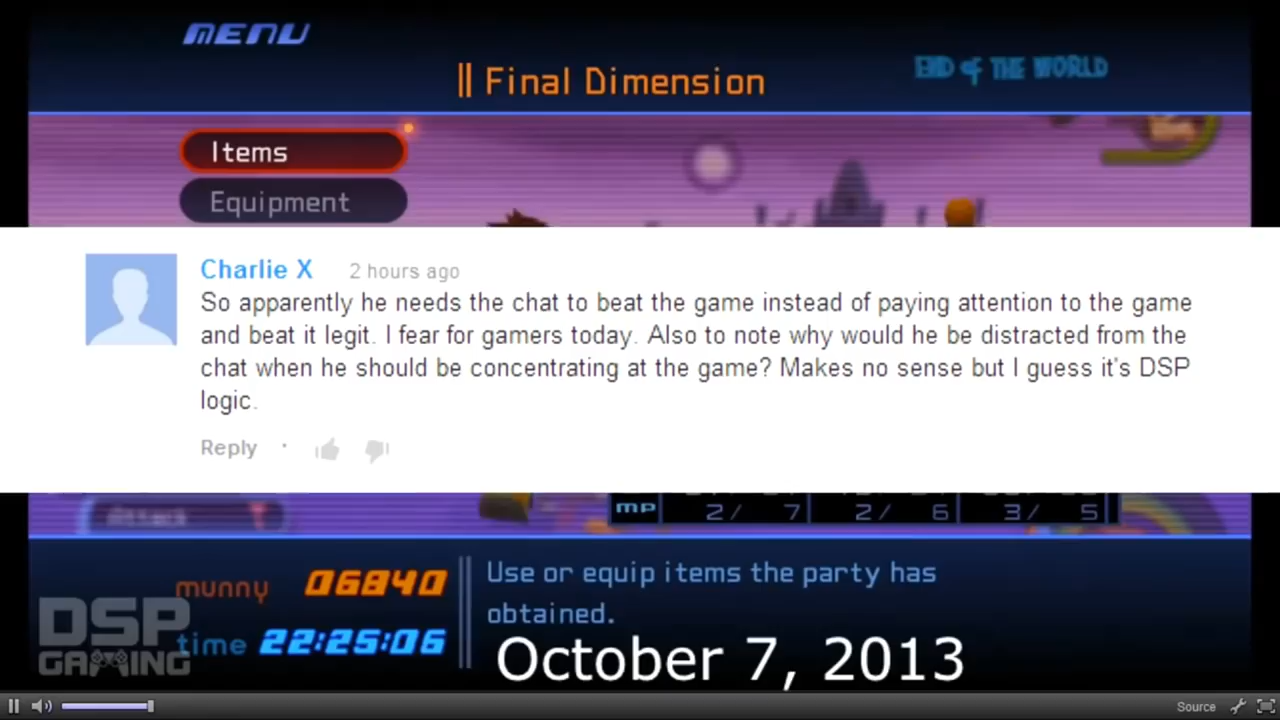 MENU
Final Dimension
END of THE WORLD
Items
Equipment
Charlie X 2 hours ago
So apparently he needs the chat to beat the game instead of paying attention to the game
and beat it legit. I fear for gamers today. Also to note why would he be distracted from the
chat when he should be concentrating at the game? Makes no sense but I guess it's DSP
logic.
Reply
Attack
MP 2/ 7 2/ 6 3/ 5
munny 06840
Use or equip items the party has
obtained.
time 22:25:06
DSP
GAMING
October 7, 2013
Source